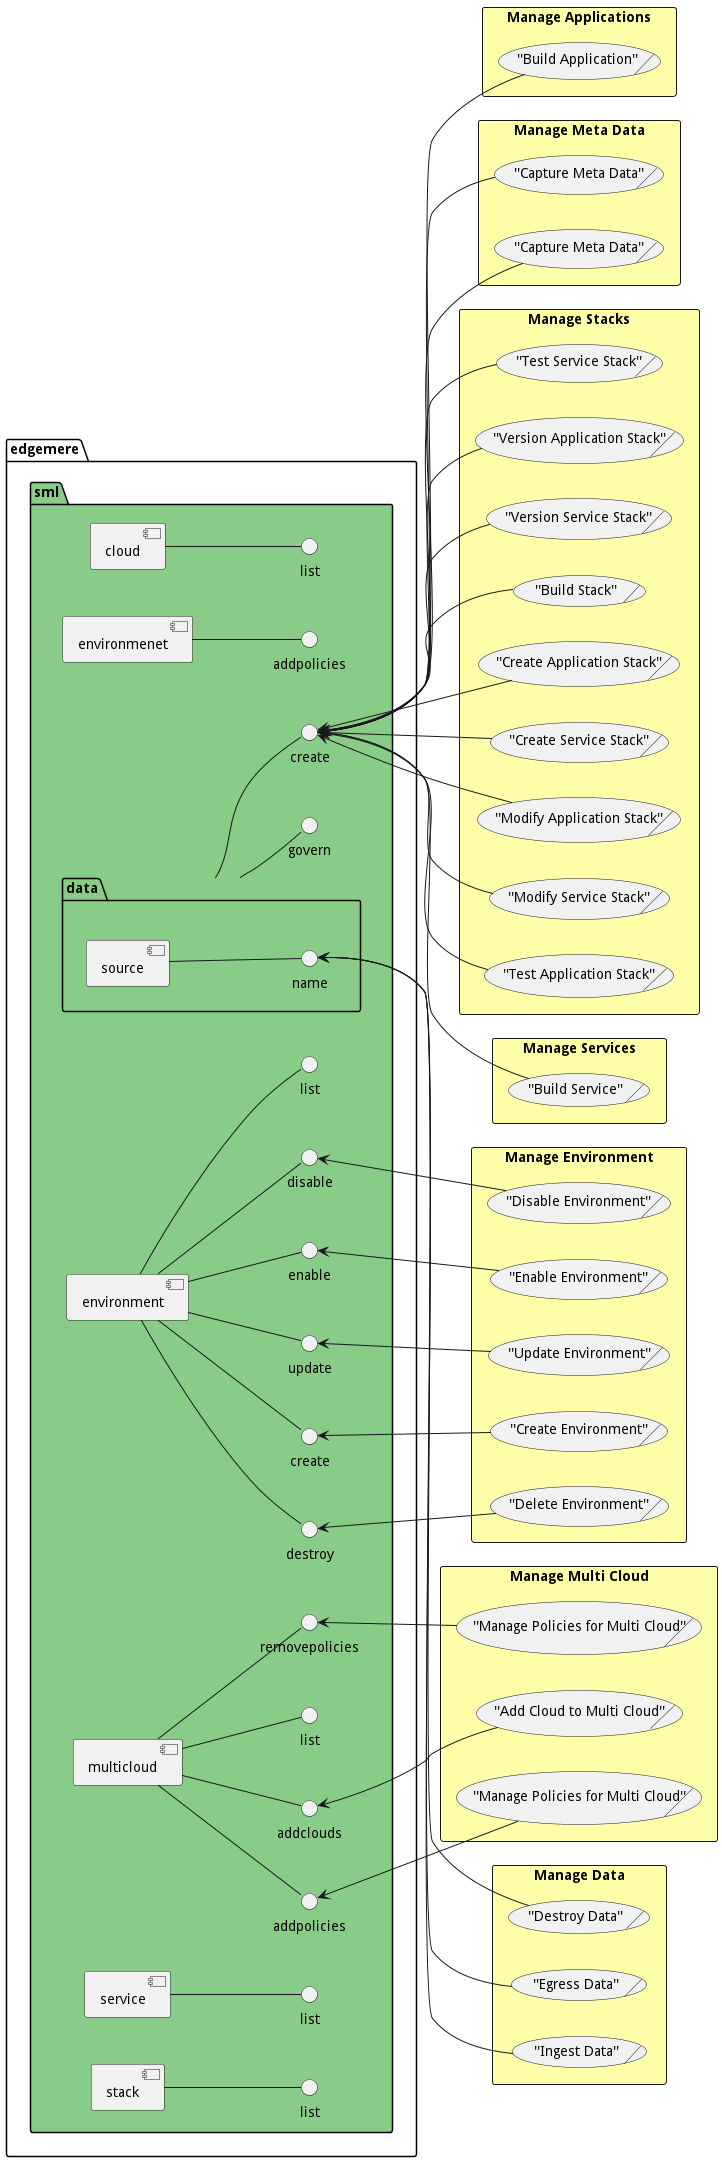 Manage Applications
"Build Application"
Manage Meta Data
"Capture Meta Data"
"Capture Meta Data"
Manage Stacks
"Test Service Stack"
"Version Application Stack"
"Version Service Stack"
"Build Stack"
"Create Application Stack"
"Create Service Stack"
"Modify Application Stack"
"Modify Service Stack"
"Test Application Stack"
Manage Services
"Build Service"
Manage Environment
"Disable Environment"
"Enable Environment"
"Update Environment"
"Create Environment"
"Delete Environment"
Manage Multi Cloud
"Manage Policies for Multi Cloud"
"Add Cloud to Multi Cloud"
"Manage Policies for Multi Cloud"
Manage Data
"Destroy Data"
"Egress Data"
"Ingest Data"
edgemere
sml
cloud
list
environmenet
addpolicies
create
govern
data
source
name
list
disable
enable
environment
update
create
destroy
removepolicies
list
multicloud
addclouds
addpolicies
service
list
stack
list